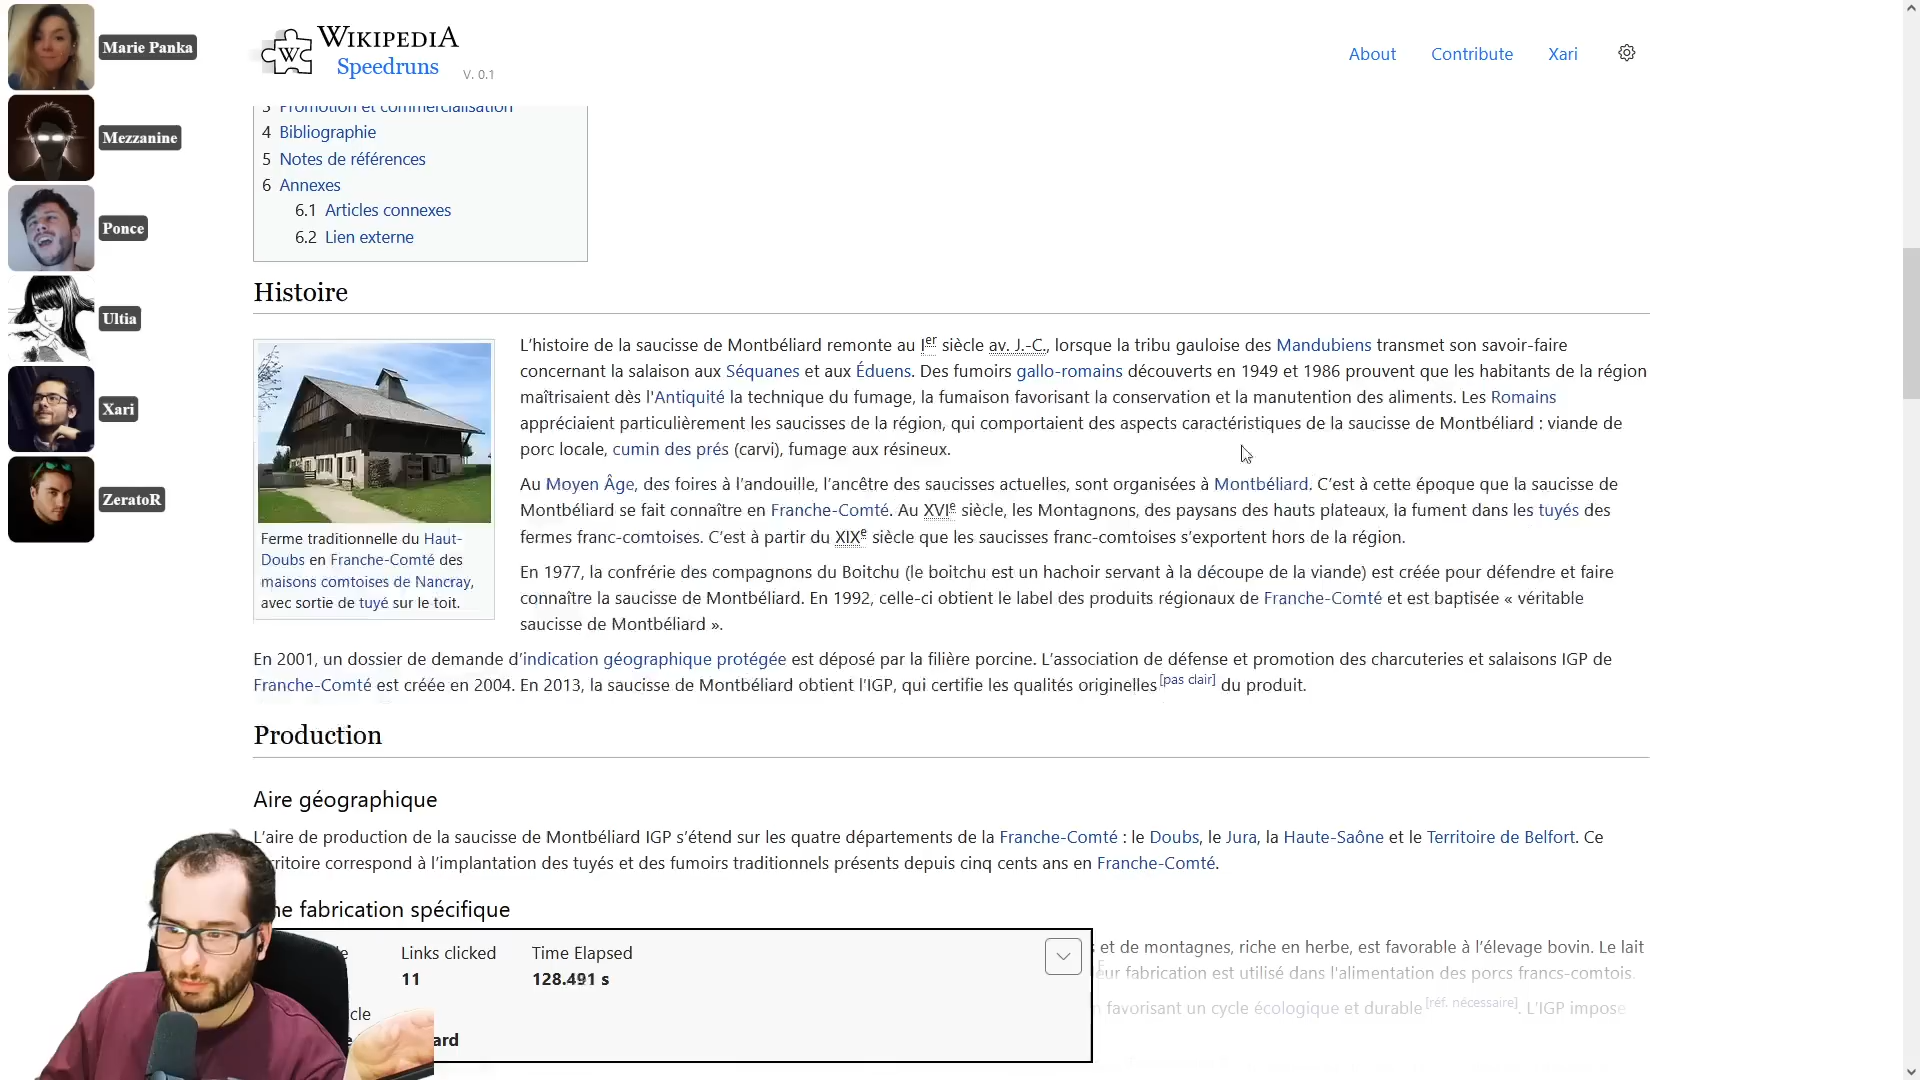 Marie Panka
Mezzanine
Ponce
Ultia
Xari
ZeratoR
W
WIKIPEDIA
Speedruns
V. 0.1
About
Contribute
Xari
3 Promotion et commercialisation
4 Bibliographie
5 Notes de références
6 Annexes
6.1 Articles connexes
6.2 Lien externe
Histoire
L'histoire de la saucisse de Montbéliard remonte au Ier siècle av. J.-C., lorsque la tribu gauloise des Mandubiens transmet son savoir-faire
concernant la salaison aux Séquanes et aux Éduens. Des fumoirs gallo-romains découverts en 1949 et 1986 prouvent que les habitants de la région
maîtrisaient dès l'Antiquité la technique du fumage, la fumaison favorisant la conservation et la manutention des aliments. Les Romains
appréciaient particulièrement les saucisses de la région, qui comportaient des aspects caractéristiques de la saucisse de Montbéliard : viande de
porc locale, cumin des prés (carvi), fumage aux résineux.
Au Moyen Âge, des foires à l'andouille, l'ancêtre des saucisses actuelles, sont organisées à Montbéliard. C'est à cette époque que la saucisse de
Montbéliard se fait connaître en Franche-Comté. Au XVIe siècle, les Montagnons, des paysans des hauts plateaux, la fument dans les tuyés des
fermes franc-comtoises. C'est à partir du XIXe siècle que les saucisses franc-comtoises s'exportent hors de la région.
En 1977, la confrérie des compagnons du Boitchu (le boitchu est un hachoir servant à la découpe de la viande) est créée pour défendre et faire
connaître la saucisse de Montbéliard. En 1992, celle-ci obtient le label des produits régionaux de Franche-Comté et est baptisée « véritable
saucisse de Montbéliard ».
Ferme traditionnelle du Haut-
Doubs en Franche-Comté des
maisons comtoises de Nancray,
avec sortie de tuyé sur le toit.
En 2001, un dossier de demande d'indication géographique protégée est déposé par la filière porcine. L'association de défense et promotion des charcuteries et salaisons IGP de
Franche-Comté est créée en 2004. En 2013, la saucisse de Montbéliard obtient l'IGP, qui certifie les qualités originelles[pas clair] du produit.
Production
Aire géographique
L'aire de production de la saucisse de Montbéliard IGP s'étend sur les quatre départements de la Franche-Comté : le Doubs, le Jura, la Haute-Saône et le Territoire de Belfort. Ce
rritoire correspond à l'implantation des tuyés et des fumoirs traditionnels présents depuis cinq cents ans en Franche-Comté.
ne fabrication spécifique
et de montagnes, riche en herbe, est favorable à l'élevage bovin. Le lait
eur fabrication est utilisé dans l'alimentation des porcs francs-comtois.
n favorisant un cycle écologique et durable[réf. nécessaire]. L'IGP impose
Links clicked
11
Time Elapsed
128.491 s
cle
ard